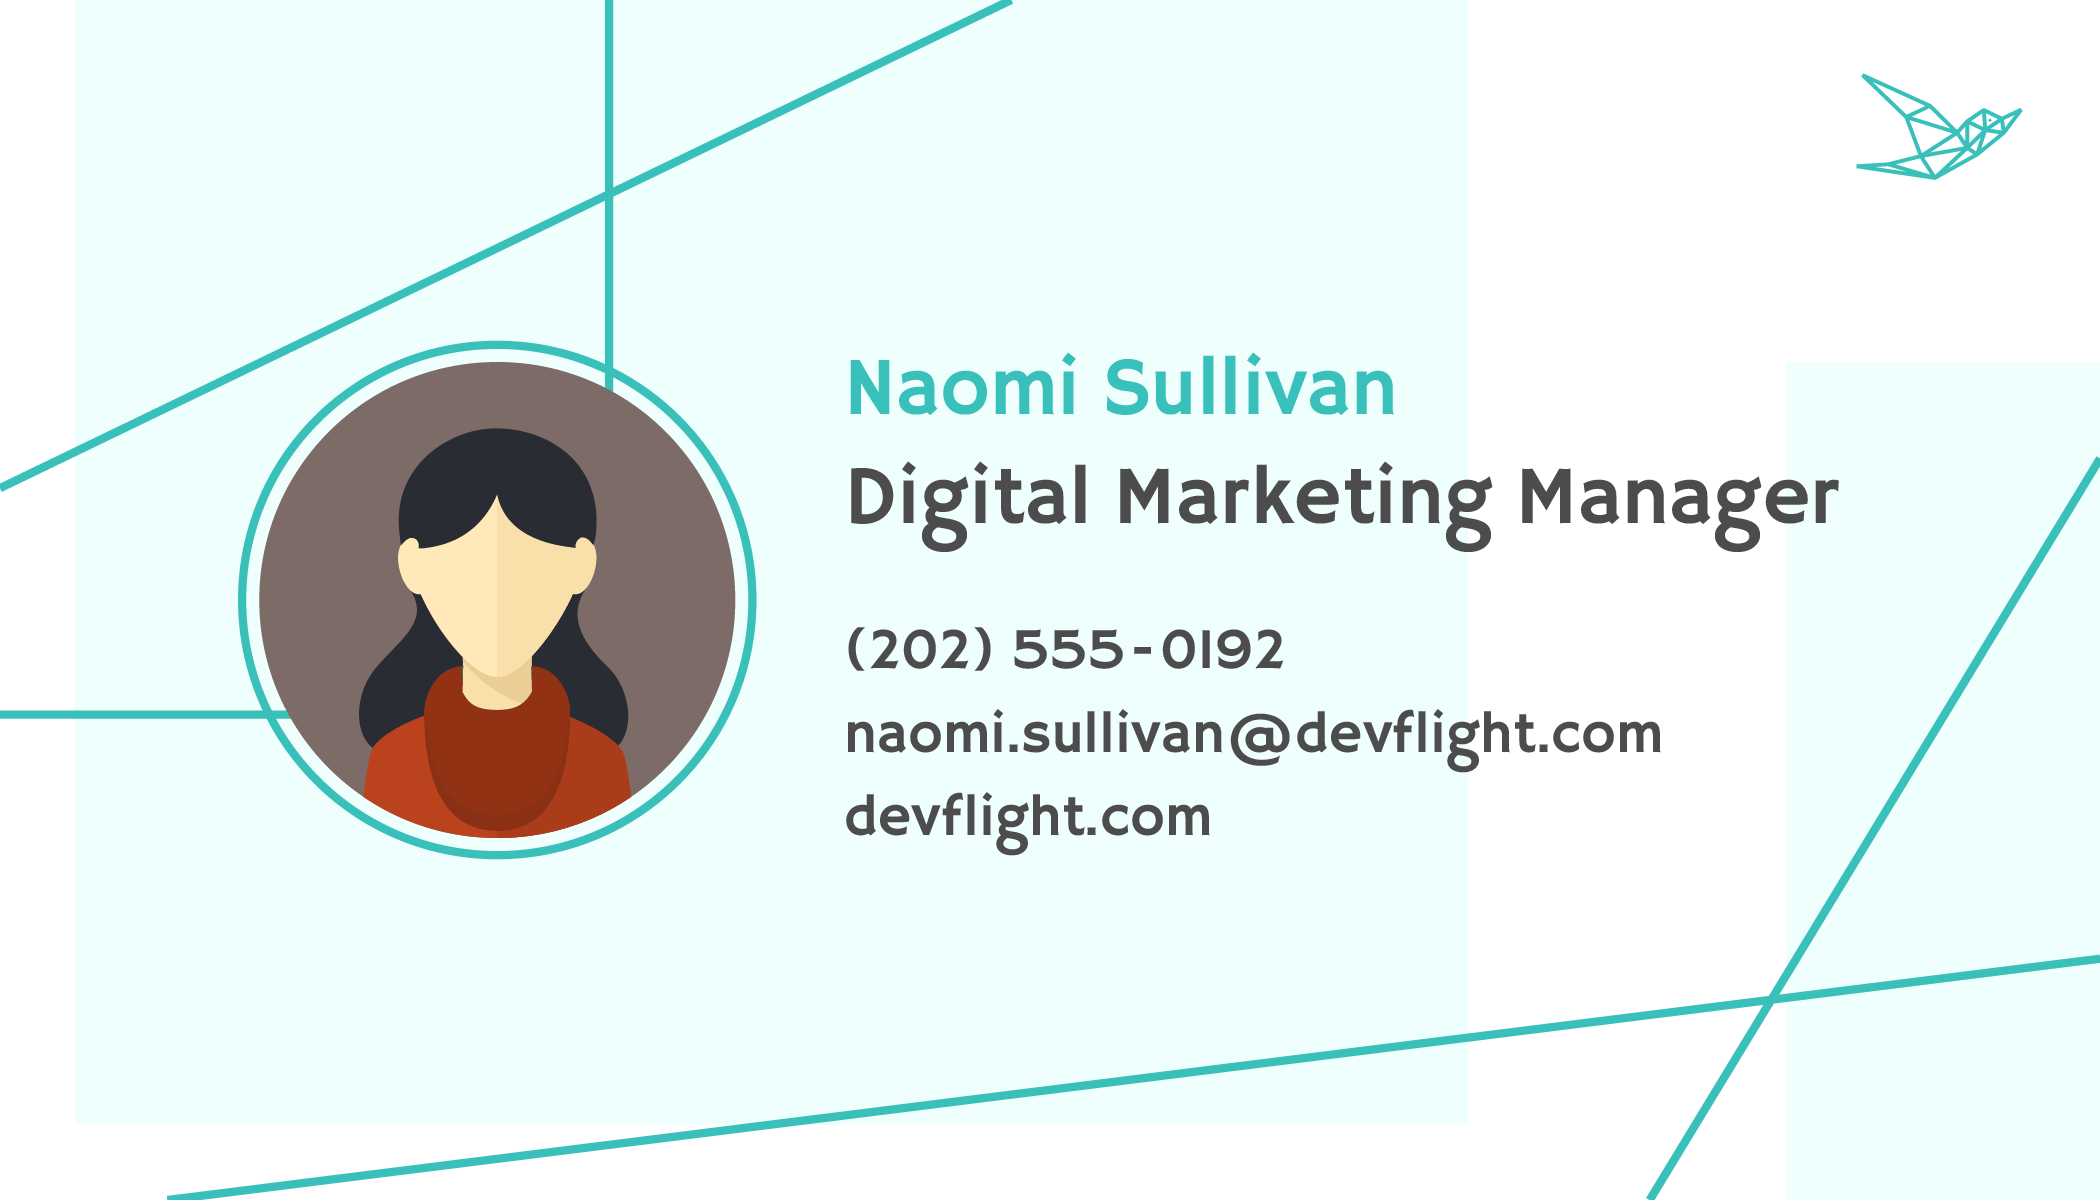 Naomi Sullivan
Digital Marketing Manager
(202) 555-0192
naomi.sullivan@devflight.com
devflight.com